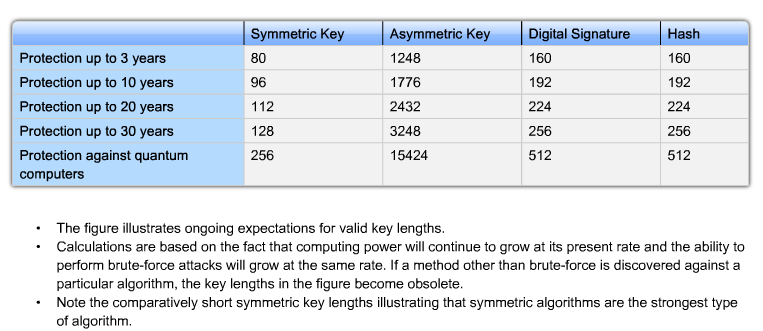 Symmetric Key Asymmetric Key Digital Signature Hash
Protection up to 3 years 80 1248 160 160
Protection up to 10 years 96 1776 192 192
Protection up to 20 years 112 2432 224 224
Protection up to 30 years 128 3248 256 256
Protection against quantum 256 15424 512 512
computers
• The figure illustrates ongoing expectations for valid key lengths.
• Calculations are based on the fact that computing power will continue to grow at its present rate and the ability to
perform brute-force attacks will grow at the same rate. If a method other than brute-force is discovered against a
particular algorithm, the key lengths in the figure become obsolete.
• Note the comparatively short symmetric key lengths illustrating that symmetric algorithms are the strongest type
of algorithm.